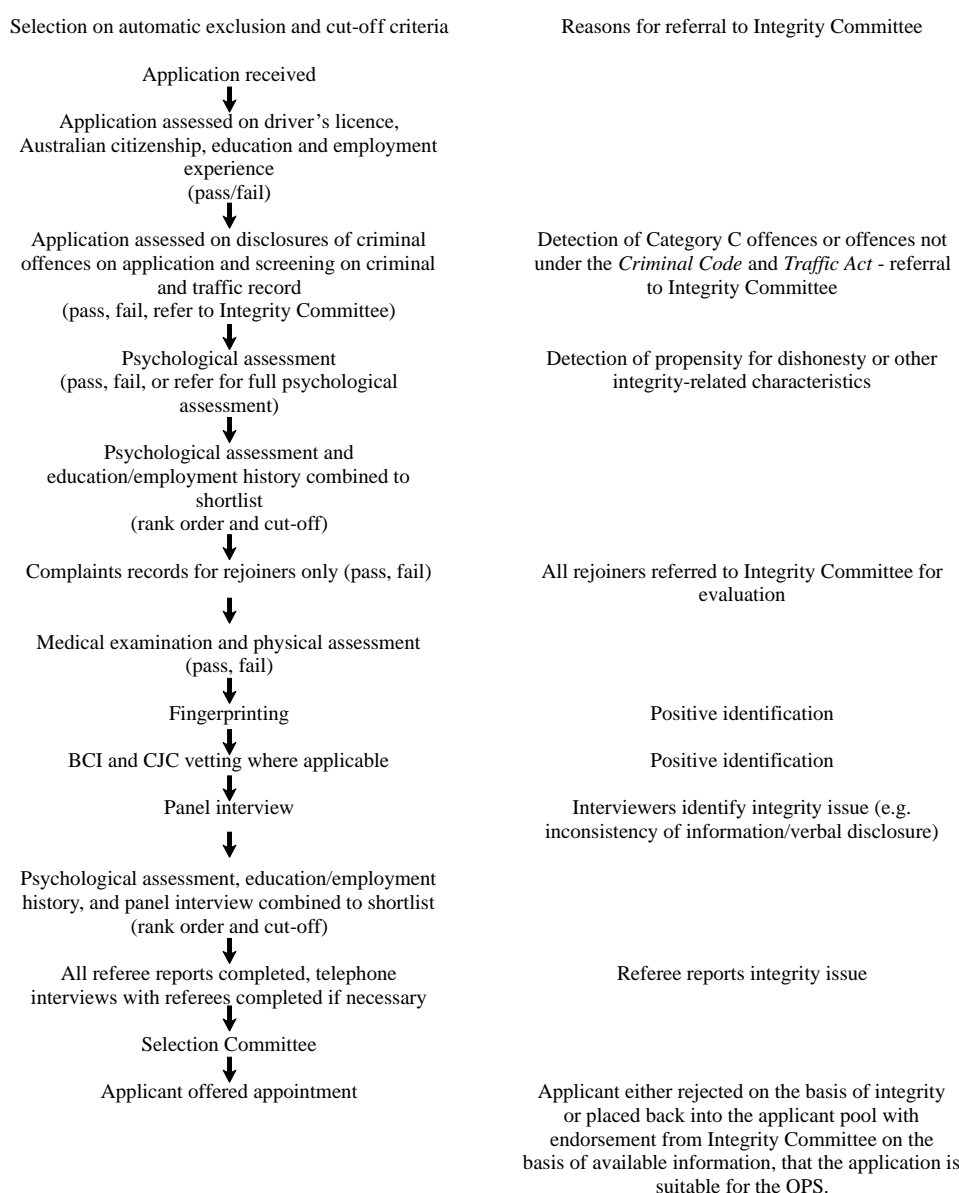 Selection on automatic exclusion and cut-off criteria
Reasons for referral to Integrity Committee
Application received
Application assessed on driver's licence,
Australian citizenship, education and employment
experience
(pass/fail)
Application assessed on disclosures of criminal
offences on application and screening on criminal
and traffic record
(pass, fail, refer to Integrity Committee)
Detection of Category C offences or offences not
under the Criminal Code and Traffic Act - referral
to Integrity Committee
Psychological assessment
(pass, fail, or refer for full psychological
assessment)
Detection of propensity for dishonesty or other
integrity-related characteristics
Psychological assessment and
education/employment history combined to
shortlist
(rank order and cut-off)
Complaints records for rejoiners only (pass, fail)
All rejoiners referred to Integrity Committee for
evaluation
Medical examination and physical assessment
(pass, fail)
Fingerprinting
Positive identification
BCI and CJC vetting where applicable
Positive identification
Panel interview
Interviewers identify integrity issue (e.g.
inconsistency of information/verbal disclosure)
Psychological assessment, education/employment
history, and panel interview combined to shortlist
(rank order and cut-off)
All referee reports completed, telephone
interviews with referees completed if necessary
Referee reports integrity issue
Selection Committee
Applicant offered appointment
Applicant either rejected on the basis of integrity
or placed back into the applicant pool with
endorsement from Integrity Committee on the
basis of available information, that the application is
suitable for the QPS.